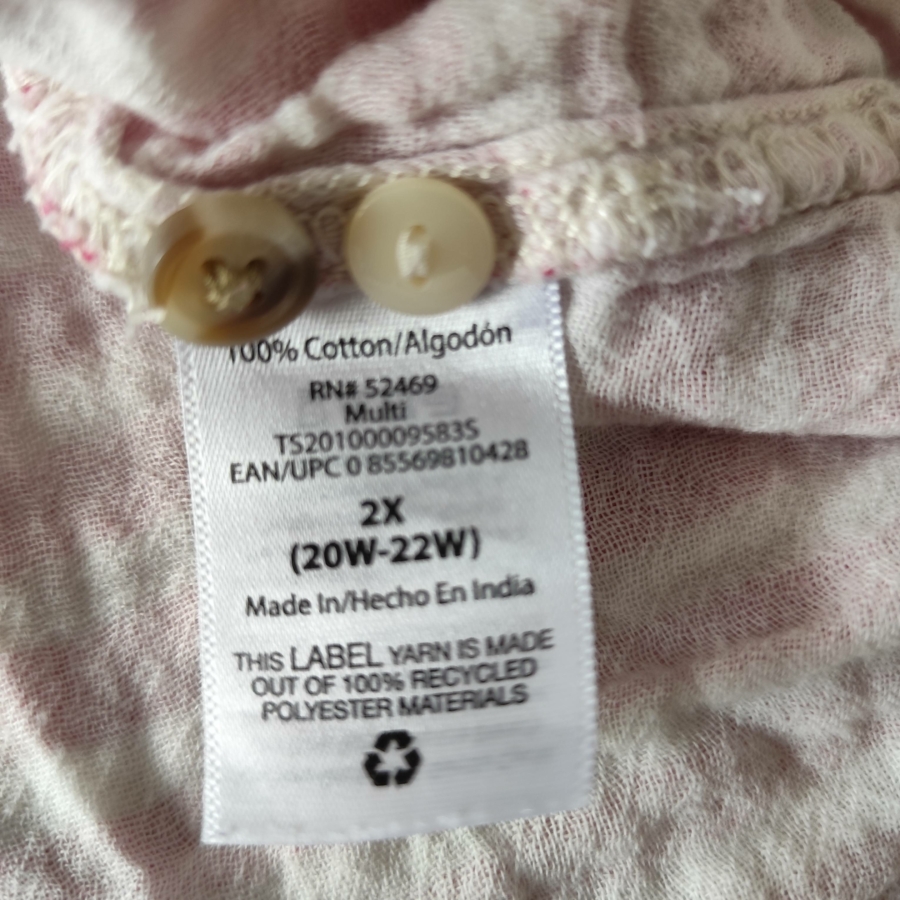 100% Cotton/Algodón
RN# 52469
Multi
TS20100009583S
EAN/UPC 0 85569810428
2X
(20W-22W)
Made In/Hecho En India
THIS LABEL YARN IS MADE
OUT OF 100% RECYCLED
POLYESTER MATERIALS